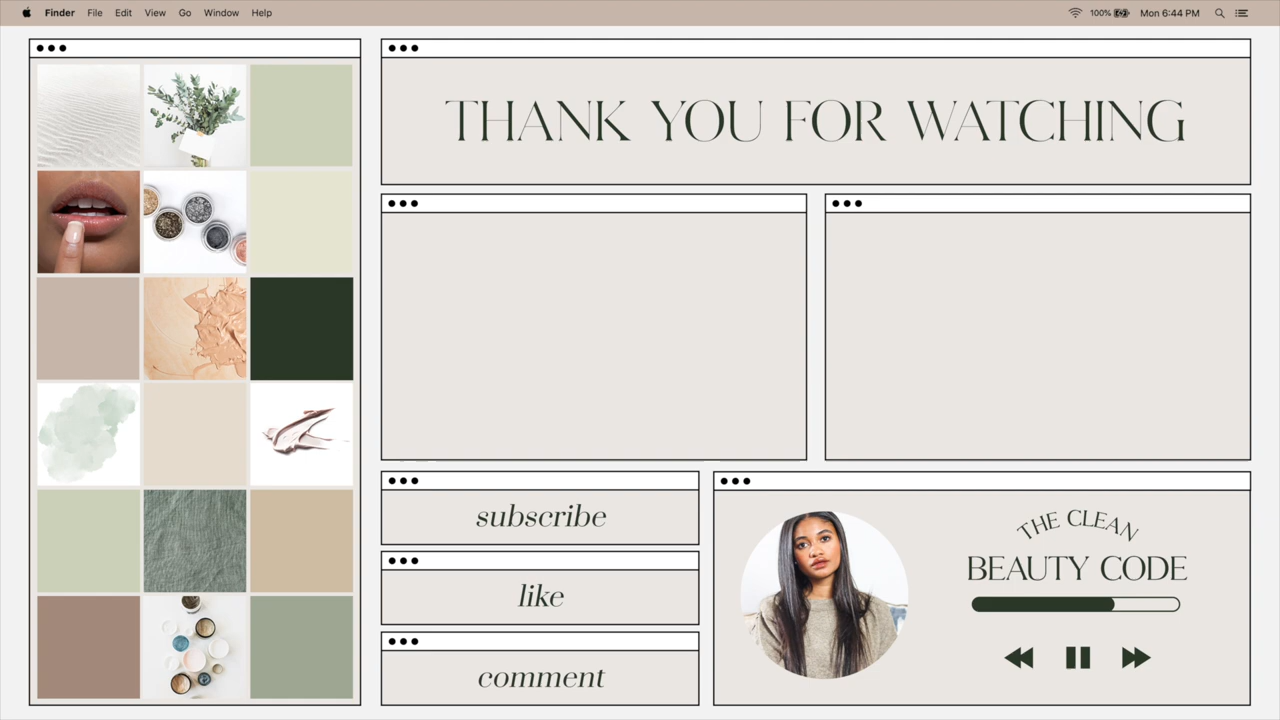 Finder File Edit View Go Window Help 100% Mon 6:44 PM
THANK YOU FOR WATCHING
subscribe
like
comment
THE CLEAN
BEAUTY CODE